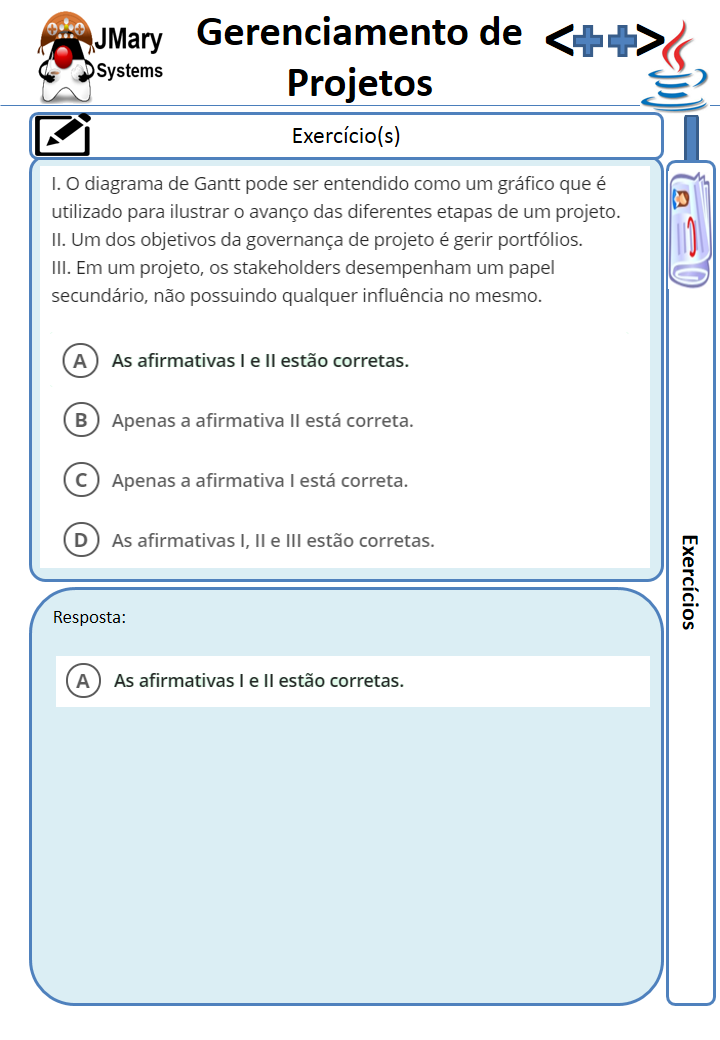 JMary
Systems
Gerenciamento de
Projetos
<++>
Exercício(s)
I. O diagrama de Gantt pode ser entendido como um gráfico que é
utilizado para ilustrar o avanço das diferentes etapas de um projeto.
II. Um dos objetivos da governança de projeto é gerir portfólios.
III. Em um projeto, os stakeholders desempenham um papel
secundário, não possuindo qualquer influência no mesmo.
A As afirmativas I e II estão corretas.
B Apenas a afirmativa II está correta.
C Apenas a afirmativa I está correta.
D As afirmativas I, II e III estão corretas.
Exercícios
Resposta:
A As afirmativas I e II estão corretas.